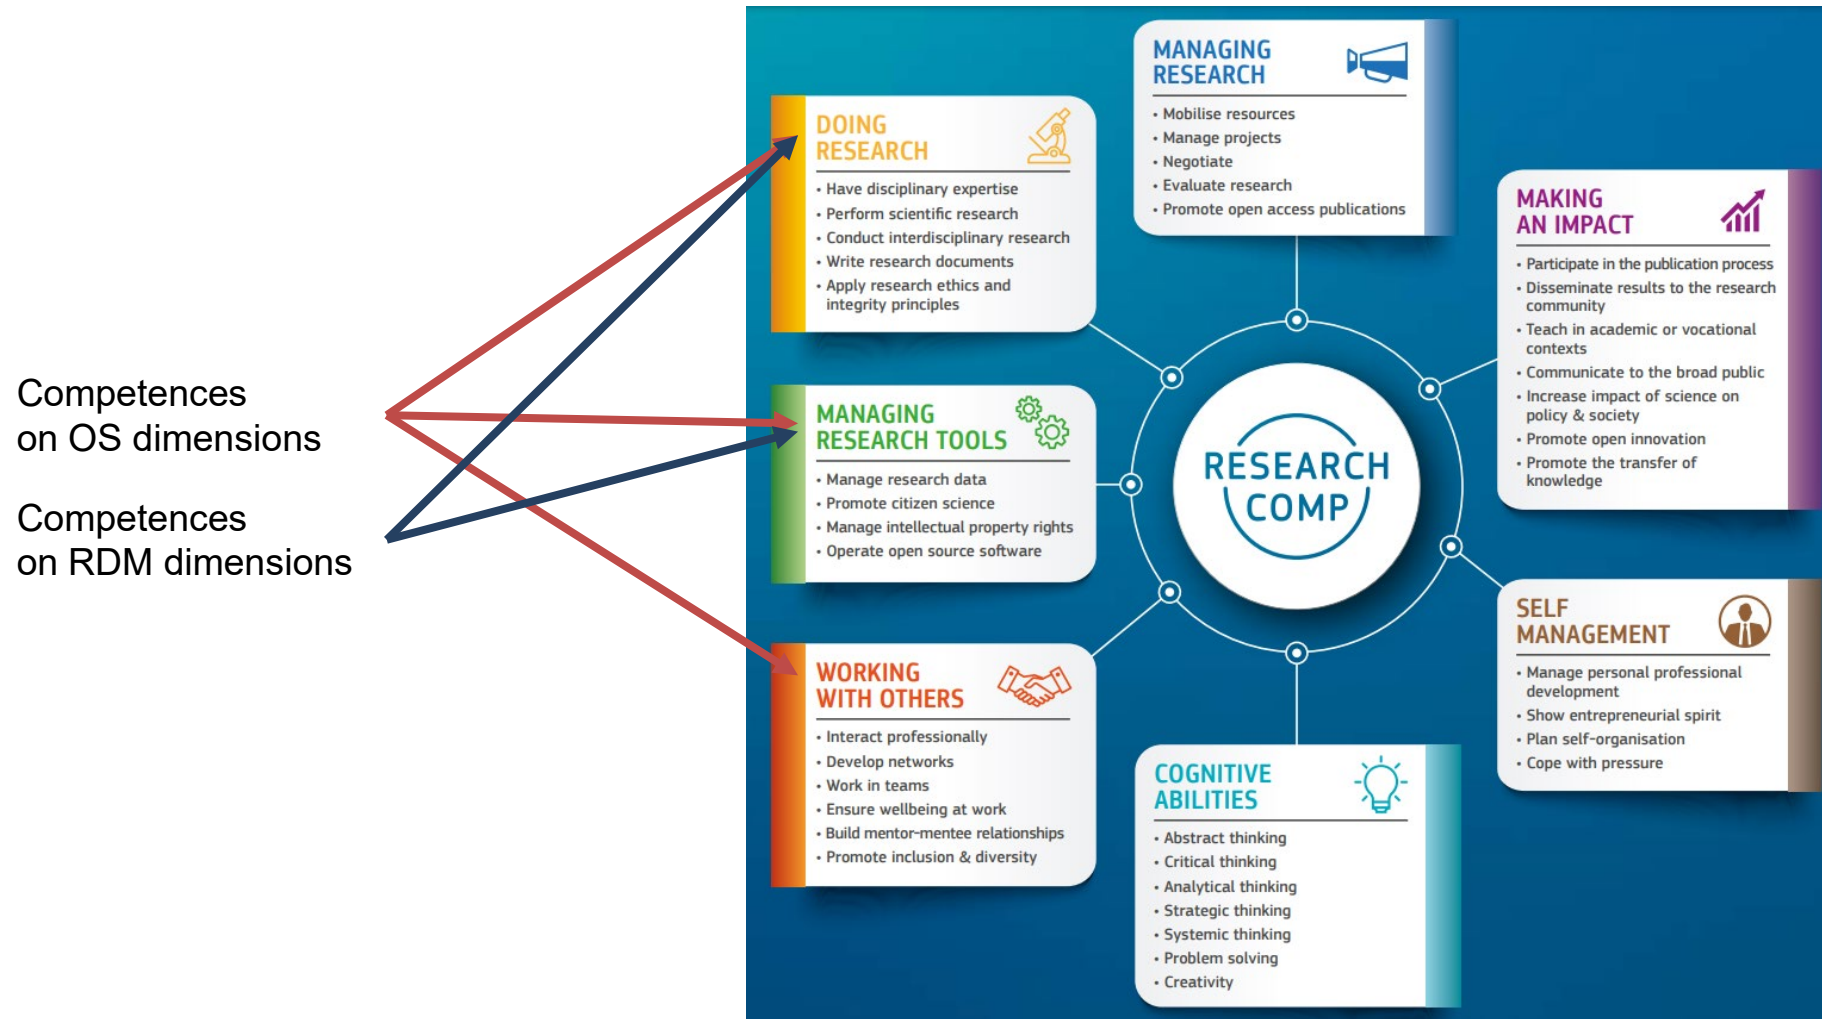 Competences
on OS dimensions
Competences
on RDM dimensions
DOING
RESEARCH
• Have disciplinary expertise
• Perform scientific research
• Conduct interdisciplinary research
• Write research documents
• Apply research ethics and
integrity principles
MANAGING
RESEARCH TOOLS
• Manage research data
• Promote citizen science
• Manage intellectual property rights
• Operate open source software
WORKING
WITH OTHERS
• Interact professionally
• Develop networks
• Work in teams
• Ensure wellbeing at work
• Build mentor-mentee relationships
• Promote inclusion & diversity
MANAGING
RESEARCH
• Mobilise resources
• Manage projects
• Negotiate
• Evaluate research
• Promote open access publications
RESEARCH
COMP
COGNITIVE
ABILITIES
• Abstract thinking
• Critical thinking
• Analytical thinking
• Strategic thinking
• Systemic thinking
• Problem solving
• Creativity
MAKING
AN IMPACT
• Participate in the publication process
• Disseminate results to the research
community
• Teach in academic or vocational
contexts
• Communicate to the broad public
• Increase impact of science on
policy & society
• Promote open innovation
• Promote the transfer of
knowledge
SELF
MANAGEMENT
• Manage personal professional
development
• Show entrepreneurial spirit
• Plan self-organisation
• Cope with pressure